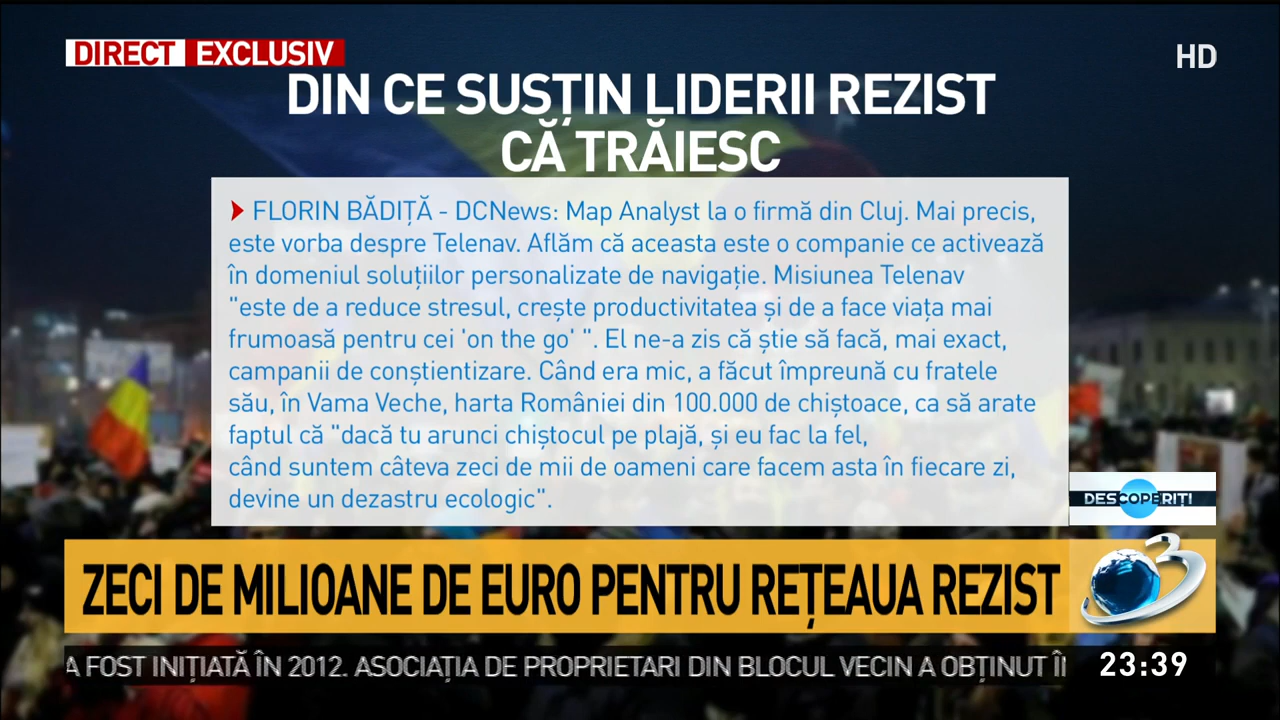 DIRECT EXCLUSIV
HD
DIN CE SUSȚIN LIDERII REZIST
CĂ TRĂIESC
FLORIN BĂDIȚĂ - DCNews: Map Analyst la o firmă din Cluj. Mai precis,
este vorba despre Telenav. Aflăm că aceasta este o companie ce activează
în domeniul soluțiilor personalizate de navigație. Misiunea Telenav
"este de a reduce stresul, crește productivitatea și de a face viața mai
frumoasă pentru cei 'on the go' ". El ne-a zis că știe să facă, mai exact,
campanii de conștientizare. Când era mic, a făcut împreună cu fratele
său, în Vama Veche, harta României din 100.000 de chiștoace, ca să arate
faptul că "dacă tu arunci chiștocul pe plajă, și eu fac la fel,
când suntem câteva zeci de mii de oameni care facem asta în fiecare zi,
devine un dezastru ecologic".
DESCOPERIȚI
ZECI DE MILIOANE DE EURO PENTRU REȚEAUA REZIST
3
A FOST INIȚIATĂ ÎN 2012. ASOCIAȚIA DE PROPRIETARI DIN BLOCUL VECIN A OBȚINUT ÎN
23:39